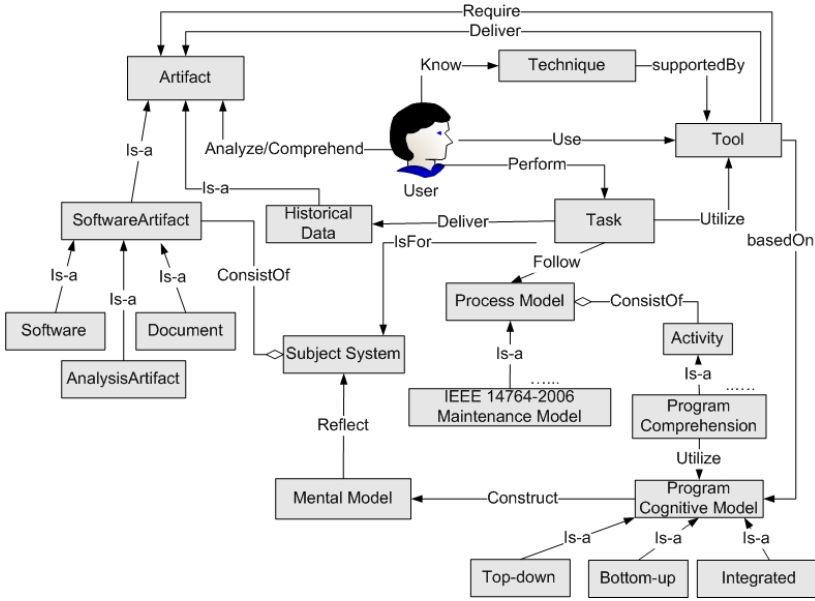 Require
Deliver
Artifact
Know
Technique
supportedBy
Is-a
Analyze/Comprehend
Use
Tool
Perform
User
Is-a
SoftwareArtifact
Historical
Data
Deliver
Task
Utilize
basedOn
IsFor
Is-a
Is-a
Is-a
ConsistOf
Follow
Process Model
ConsistOf
Software
Document
Subject System
Activity
AnalysisArtifact
Is-a
......
IEEE 14764-2006
Maintenance Model
Is-a
......
Program
Comprehension
Reflect
Utilize
Mental Model
Construct
Program
Cognitive Model
Is-a
Is-a
Is-a
Top-down
Bottom-up
Integrated